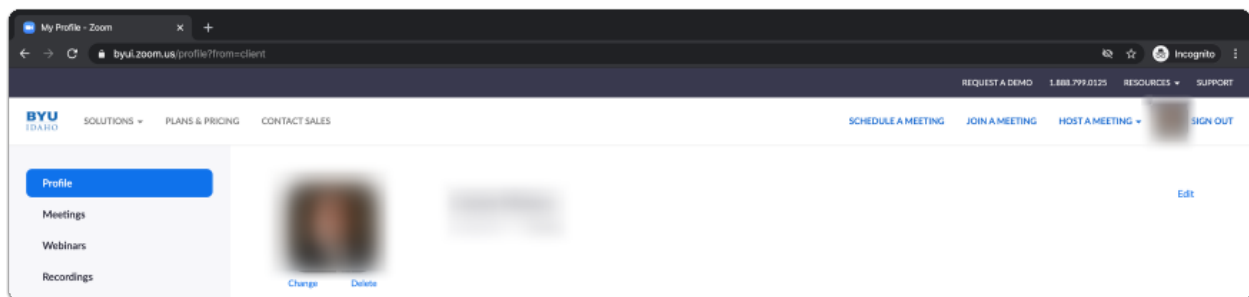 My Profile - Zoom
byui.zoom.us/profile?from=client
Incognito
REQUEST A DEMO 1.888.799.0125 RESOURCES SUPPORT
BYU
IDAHO
SOLUTIONS PLANS & PRICING CONTACT SALES SCHEDULE A MEETING JOIN A MEETING HOST A MEETING SIGN OUT
Profile
Edit
Meetings
Webinars
Recordings
Change Delete